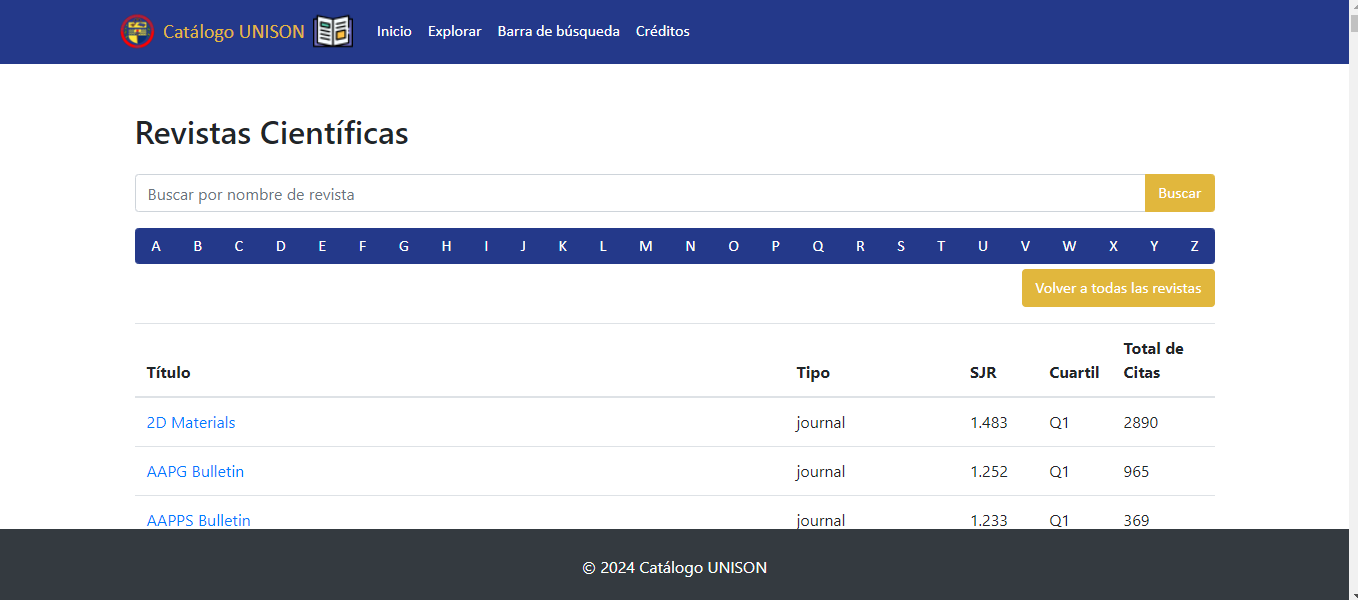 Catálogo UNISON Inicio Explorar Barra de búsqueda Créditos
Revistas Científicas
Buscar por nombre de revista Buscar
A B C D E F G H I J K L M N O P Q R S T U V W X Y Z
Volver a todas las revistas
Título Tipo SJR Cuartil Total de Citas
2D Materials journal 1.483 Q1 2890
AAPG Bulletin journal 1.252 Q1 965
AAPPS Bulletin journal 1.233 Q1 369
© 2024 Catálogo UNISON